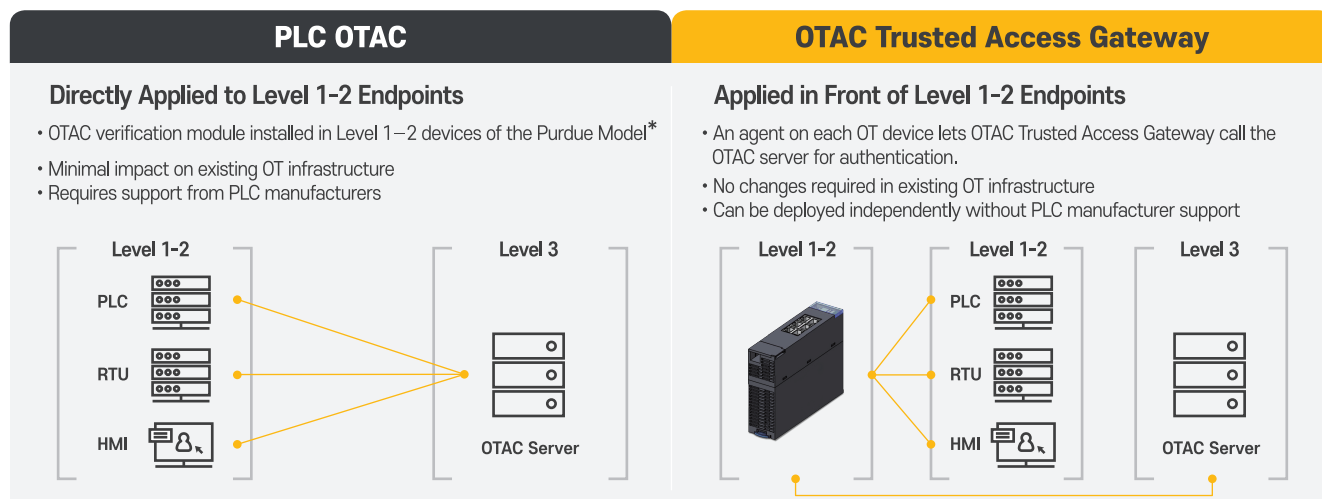 PLC OTAC
Directly Applied to Level 1-2 Endpoints
• OTAC verification module installed in Level 1–2 devices of the Purdue Model*
• Minimal impact on existing OT infrastructure
• Requires support from PLC manufacturers
Level 1-2
Level 3
PLC
RTU
HMI
OTAC Server
OTAC Trusted Access Gateway
Applied in Front of Level 1-2 Endpoints
• An agent on each OT device lets OTAC Trusted Access Gateway call the
OTAC server for authentication.
• No changes required in existing OT infrastructure
• Can be deployed independently without PLC manufacturer support
Level 1-2
Level 1-2
Level 3
PLC
RTU
HMI
OTAC Server